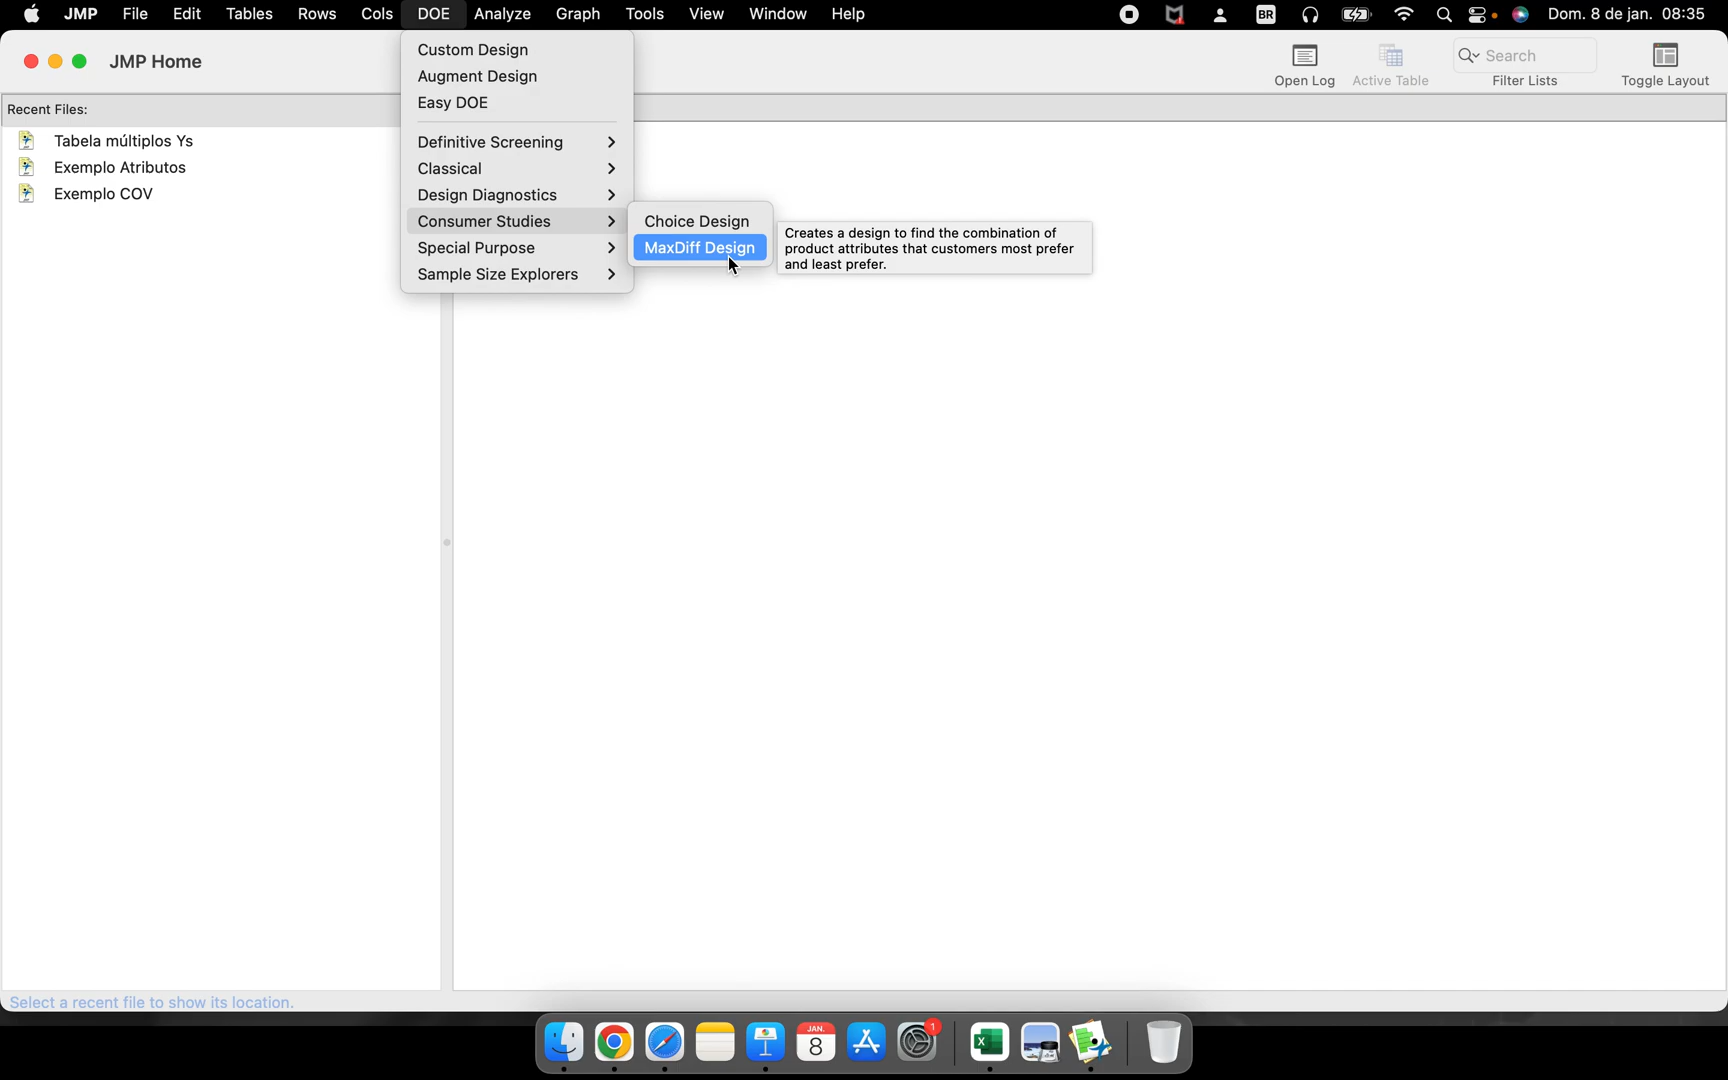 JMP File Edit Tables Rows Cols DOE Analyze Graph Tools View Window Help BR Dom. 8 de jan. 08:35
JMP Home
Open Log
Active Table
Search
Filter Lists
Toggle Layout
Recent Files:
Tabela múltiplos Ys
Exemplo Atributos
Exemplo COV
Custom Design
Augment Design
Easy DOE
Definitive Screening
Classical
Design Diagnostics
Consumer Studies
Special Purpose
Sample Size Explorers
Choice Design
MaxDiff Design
Creates a design to find the combination of
product attributes that customers most prefer
and least prefer.
Select a recent file to show its location.
JAN.
8
1